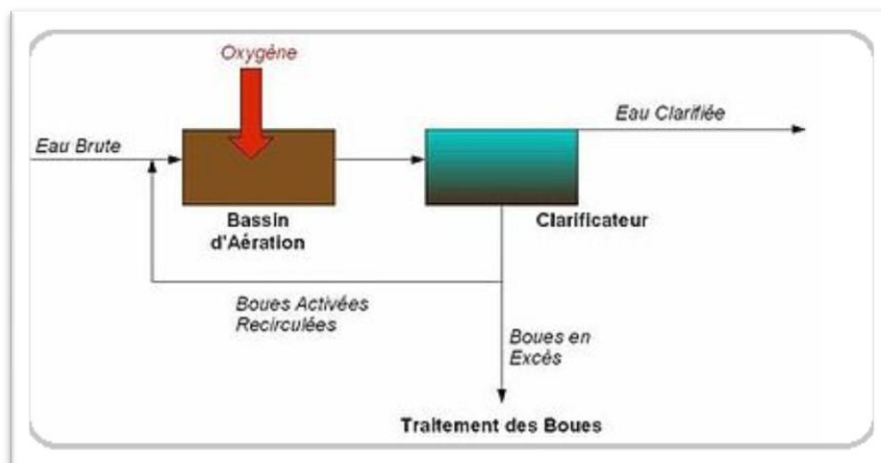 Oxygène
Eau Brute
Eau Clarifiée
Bassin
d'Aération
Clarificateur
Boues Activées
Recirculées
Boues en
Excès
Traitement des Boues